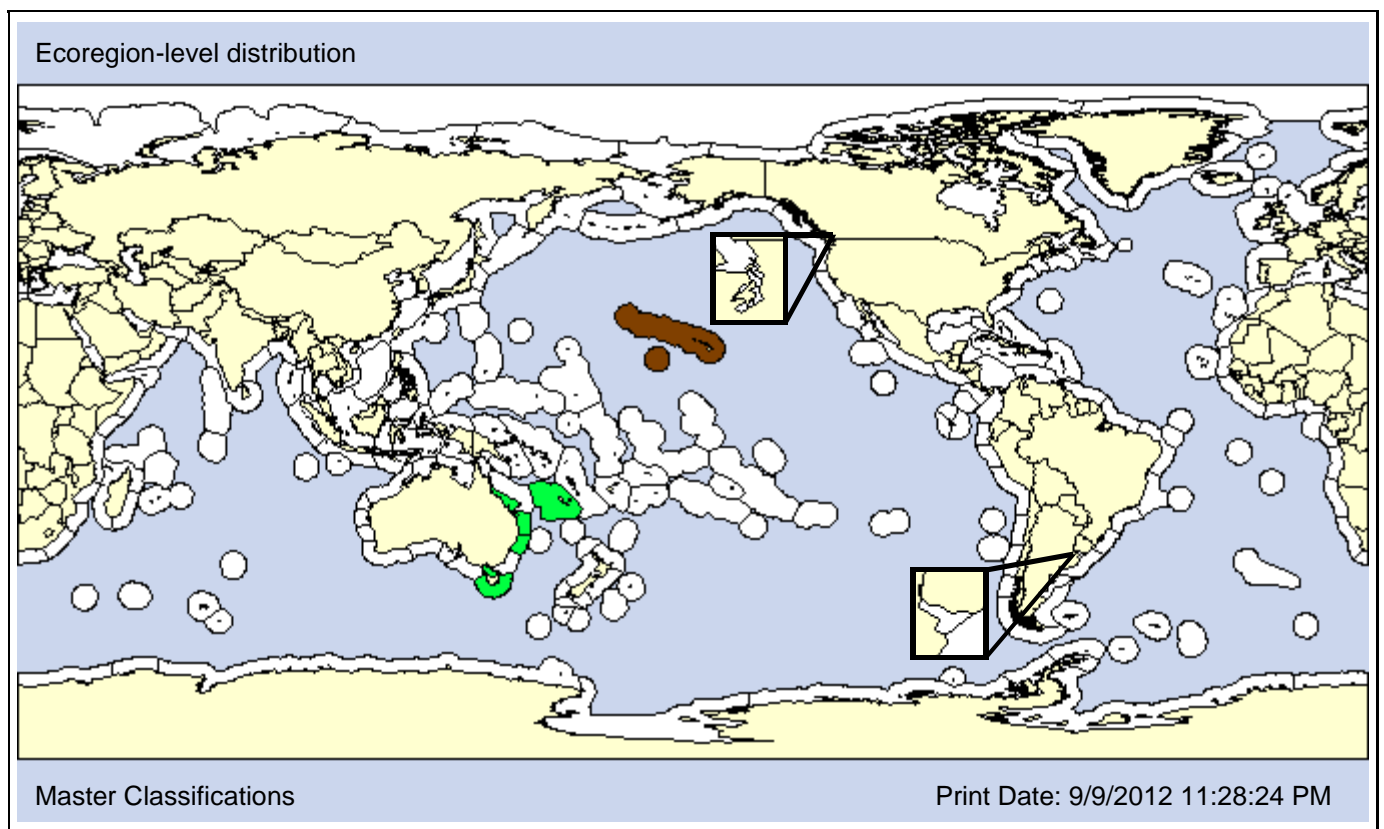 Ecoregion-level distribution
Master Classifications
Print Date: 9/9/2012 11:28:24 PM